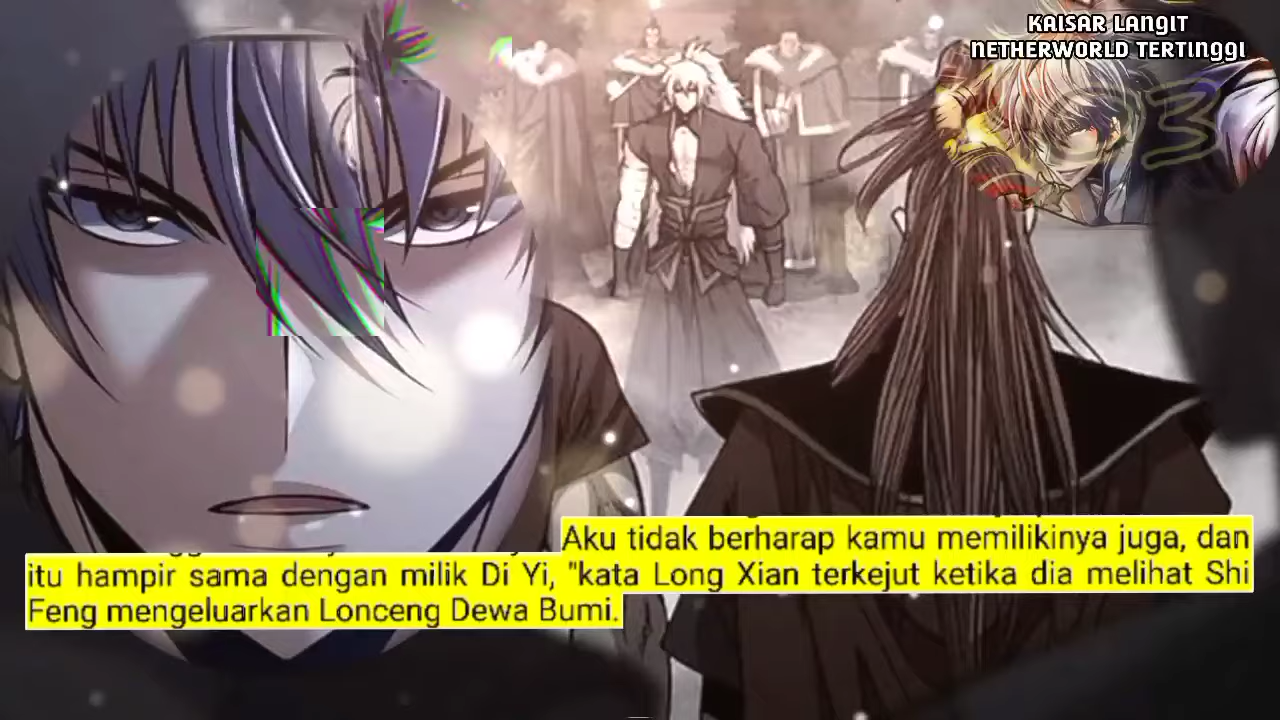 KAISAR LANGIT
NETHERWORLD TERTINGGI
Aku tidak berharap kamu memilikinya juga, dan
itu hampir sama dengan milik Di Yi, "kata Long Xian terkejut ketika dia melihat Shi
Feng mengeluarkan Lonceng Dewa Bumi.